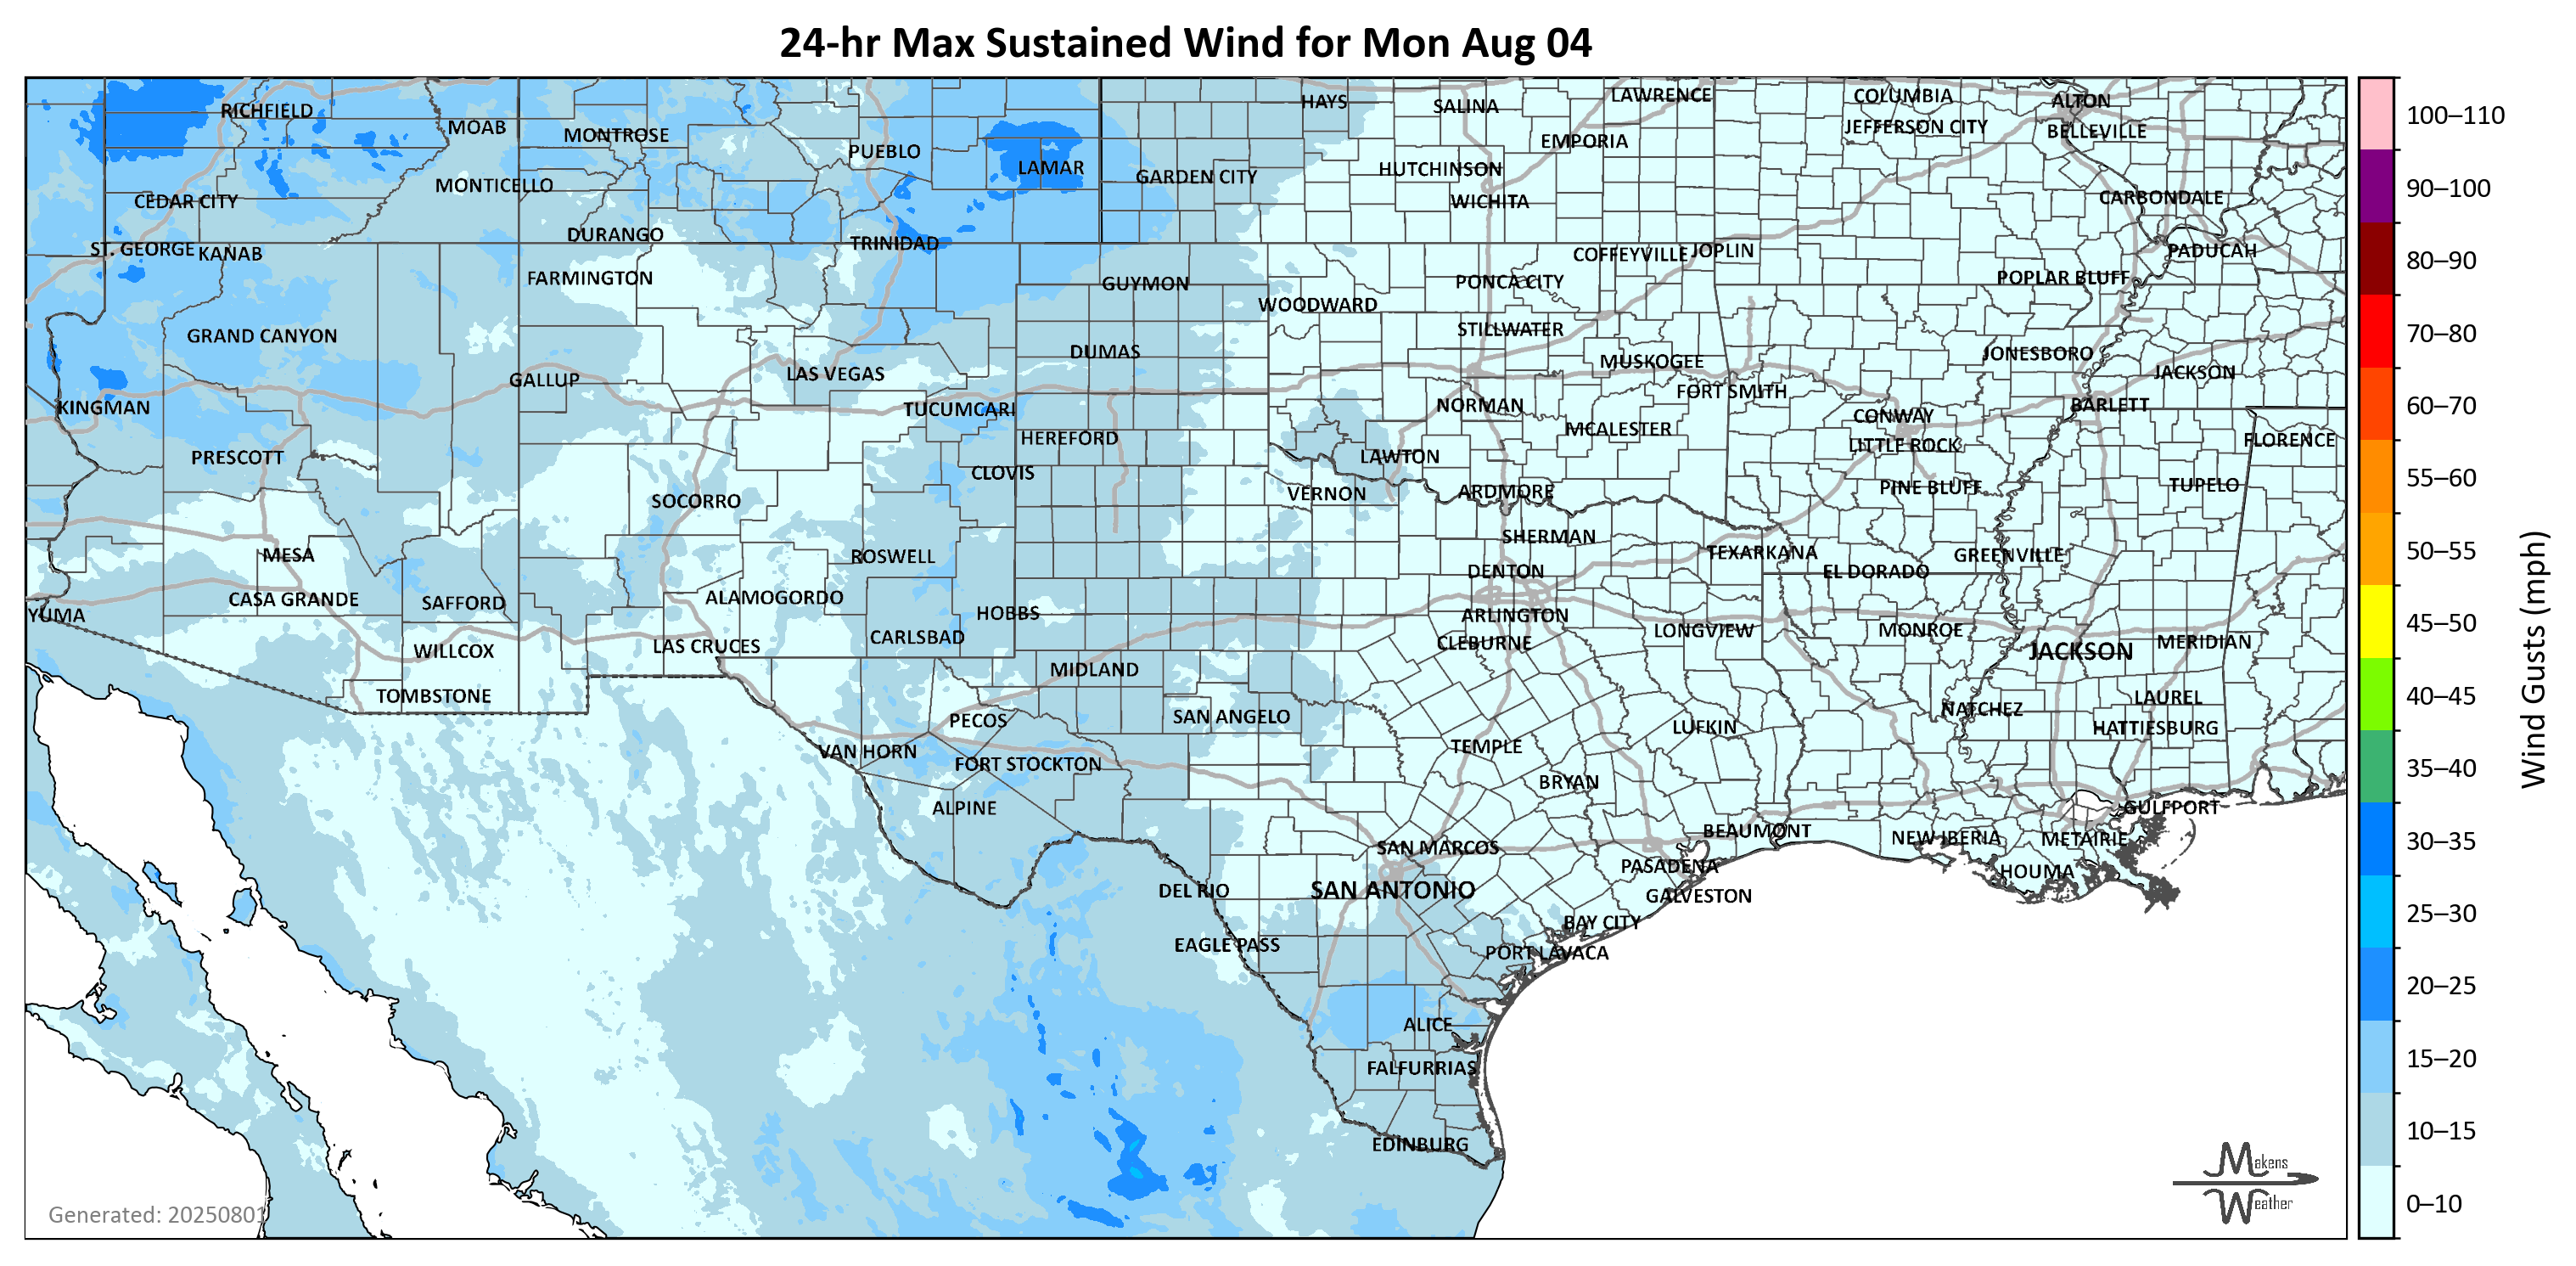 24-hr Max Sustained Wind for Mon Aug 04
RICHFIELD
MOAB
MONTROSE
PUEBLO
LAMAR
HAYS
SALINA
LAWRENCE
COLUMBIA
ALTON
JEFFERSON CITY
BELLEVILLE
EMPORIA
MONTICELLO
GARDEN CITY
HUTCHINSON
WICHITA
CEDAR CITY
CARBONDALE
DURANGO
TRINIDAD
ST. GEORGE
KANAB
COFFEYVILLE
JOPLIN
PADUCAH
FARMINGTON
GUYMON
PONCA CITY
POPLAR BLUFF
WOODWARD
GRAND CANYON
STILLWATER
DUMAS
MUSKOGEE
JONESBORO
GALLUP
LAS VEGAS
JACKSON
FORT SMITH
KINGMAN
TUCUMCARI
NORMAN
CONWAY
BARLETT
HEREFORD
MCALESTER
LITTLE ROCK
FLORENCE
PRESCOTT
CLOVIS
LAWTON
SOCORRO
VERNON
ARDMORE
PINE BLUFF
TUPELO
MESA
ROSWELL
SHERMAN
TEXARKANA
GREENVILLE
DENTON
EL DORADO
CASA GRANDE
SAFFORD
ALAMOGORDO
YUMA
HOBBS
ARLINGTON
LONGVIEW
MONROE
CARLSBAD
CLEBURNE
WILLCOX
LAS CRUCES
JACKSON
MERIDIAN
MIDLAND
TOMBSTONE
PECOS
SAN ANGELO
NATCHEZ
LAUREL
LUFKIN
HATTIESBURG
VAN HORN
FORT STOCKTON
TEMPLE
BRYAN
ALPINE
GULFPORT
BEAUMONT
NEW IBERIA
METAIRIE
SAN MARCOS
PASADENA
HOUMA
DEL RIO
SAN ANTONIO
GALVESTON
BAY CITY
EAGLE PASS
PORT LAVACA
ALICE
FALFURRIAS
EDINBURG
Generated: 20250801
Makens
Weather
100–110
90–100
80–90
70–80
60–70
55–60
50–55
45–50
40–45
35–40
30–35
25–30
20–25
15–20
10–15
0–10
Wind Gusts (mph)